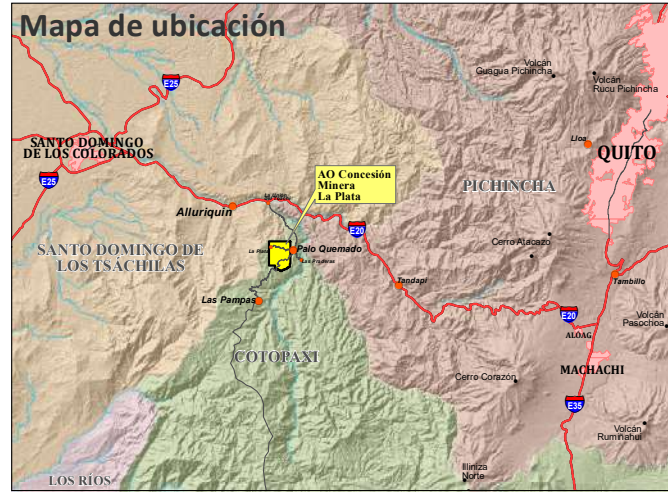 Mapa de ubicación
Volcán
Guagua Pichincha
Volcán
Rucu Pichincha
E25
SANTO DOMINGO
DE LOS COLORADOS
Lloa
QUITO
E25
AO Concesión
Minera
La Plata
PICHINCHA
Alluriquín
E20
SANTO DOMINGO DE
LOS TSÁCHILAS
Palo Quemado
Cerro Atacazo
Las Pampas
Tandapi
Tambillo
E20
Volcán
Pasochoa
ALÓAG
COTOPAXI
MACHACHI
Cerro Corazón
E35
Volcán
Rumiñahui
Illiniza
Norte
LOS RÍOS